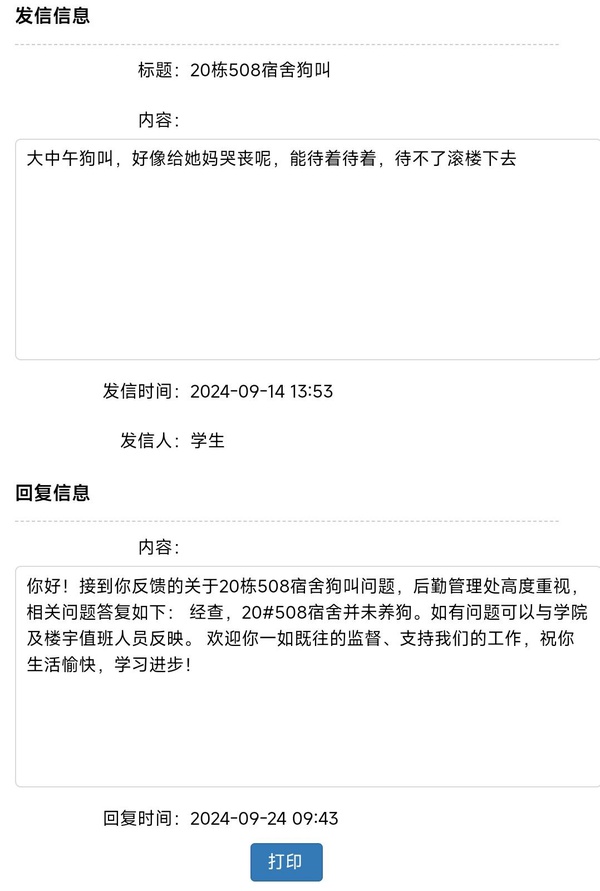 发信信息
标题：20栋508宿舍狗叫
内容：
大中午狗叫，好像给她妈哭丧呢，能待着待着，待不了滚楼下去
发信时间：2024-09-14 13:53
发信人：学生
回复信息
内容：
你好！接到你反馈的关于20栋508宿舍狗叫问题，后勤管理处高度重视，
相关问题答复如下： 经查，20#508宿舍并未养狗。如有问题可以与学院
及楼宇值班人员反映。 欢迎你一如既往的监督、支持我们的工作，祝你
生活愉快，学习进步！
回复时间：2024-09-24 09:43
打印